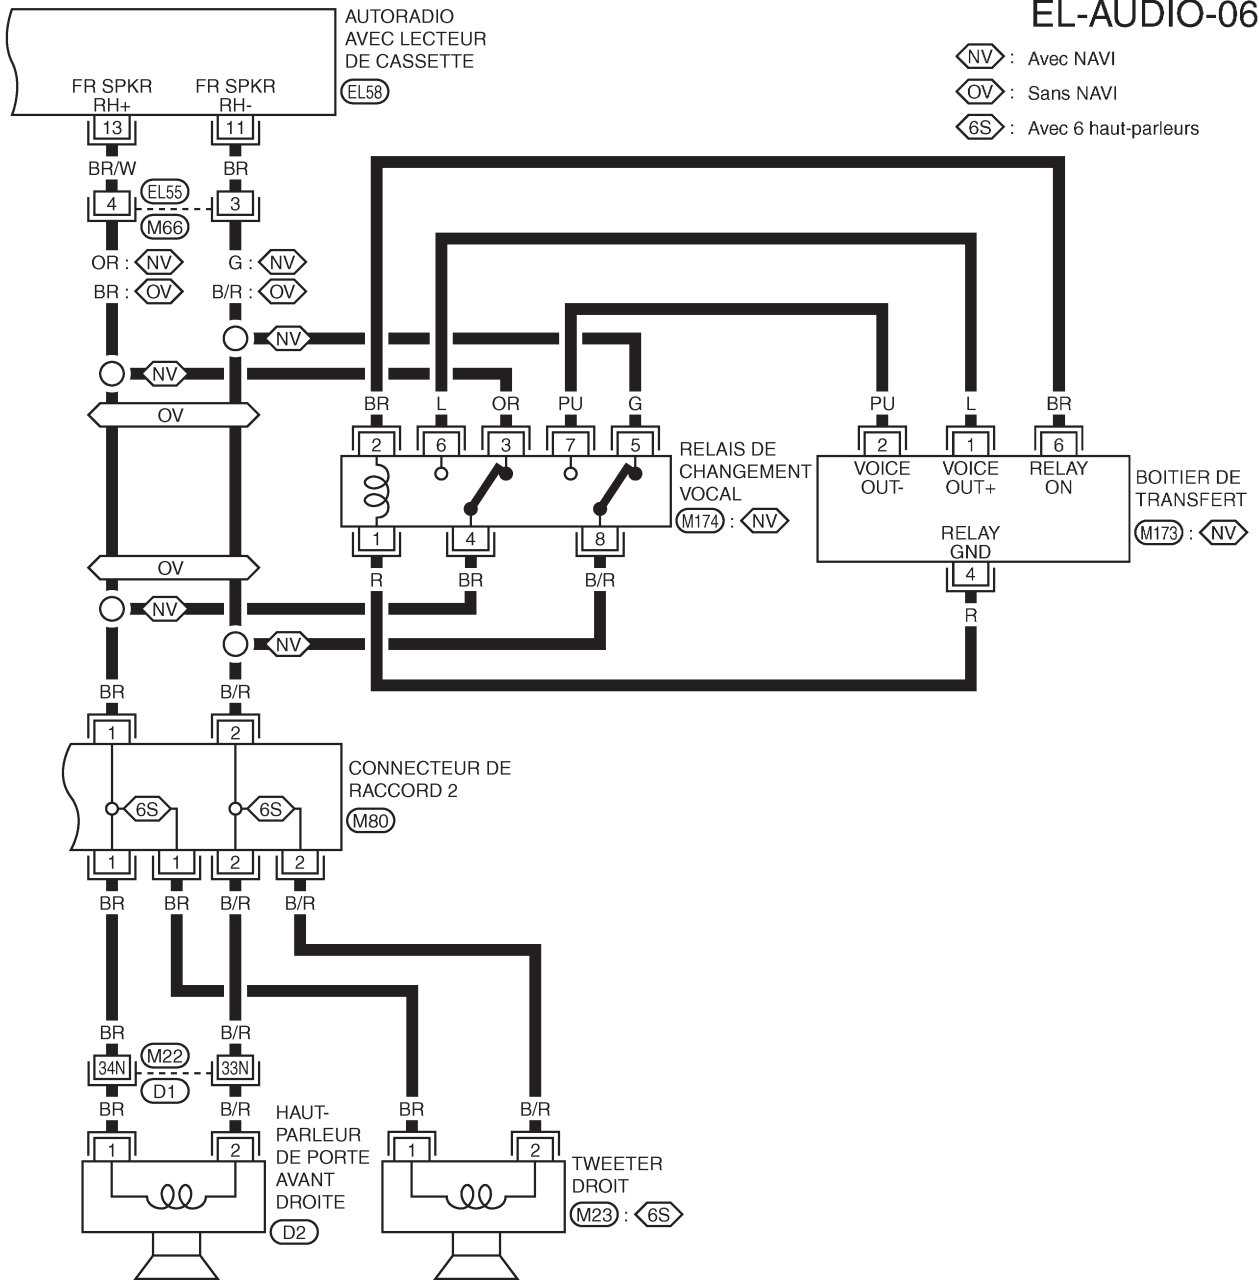 EL-AUDIO-06
AUTORADIO
AVEC LECTEUR
DE CASSETTE
EL58
NV : Avec NAVI
OV : Sans NAVI
6S : Avec 6 haut-parleurs
FR SPKR FR SPKR
RH+ RH-
13 11
BR/W BR
4 EL55 3
M66
OR : NV G : NV
BR : OV B/R : OV
NV
NV
OV
BR L OR PU G PU L BR
2 6 3 7 5 2 1 6
RELAIS DE
CHANGEMENT
VOCAL
M174 : NV
VOICE VOICE RELAY
OUT- OUT+ ON
BOITIER DE
TRANSFERT
M173 : NV
RELAY
GND
1 4 8 4
R BR B/R R
OV
NV
NV
BR B/R
1 2
CONNECTEUR DE
RACCORD 2
M80
6S 6S
1 1 2 2
BR BR B/R B/R
BR B/R
34N M22 33N
D1
BR B/R BR B/R
1 2 1 2
HAUT-
PARLEUR
DE PORTE
AVANT
DROITE
D2
TWEETER
DROIT
M23 : 6S